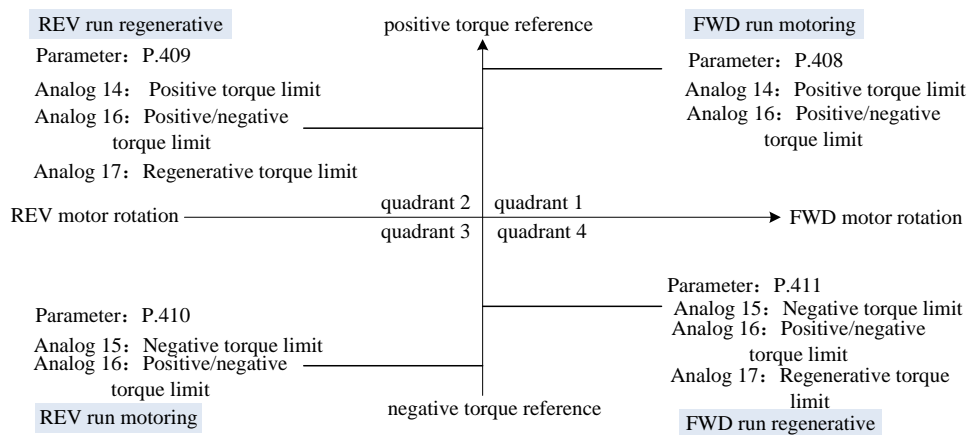 REV run regenerative
Parameter：P.409
Analog 14：Positive torque limit
Analog 16：Positive/negative
torque limit
Analog 17：Regenerative torque limit
positive torque reference
FWD run motoring
Parameter：P.408
Analog 14：Positive torque limit
Analog 16：Positive/negative
torque limit
quadrant 2
quadrant 1
REV motor rotation
FWD motor rotation
quadrant 3
quadrant 4
Parameter：P.410
Analog 15：Negative torque limit
Analog 16：Positive/negative
torque limit
REV run motoring
negative torque reference
Parameter：P.411
Analog 15：Negative torque limit
Analog 16：Positive/negative
torque limit
Analog 17：Regenerative torque
limit
FWD run regenerative